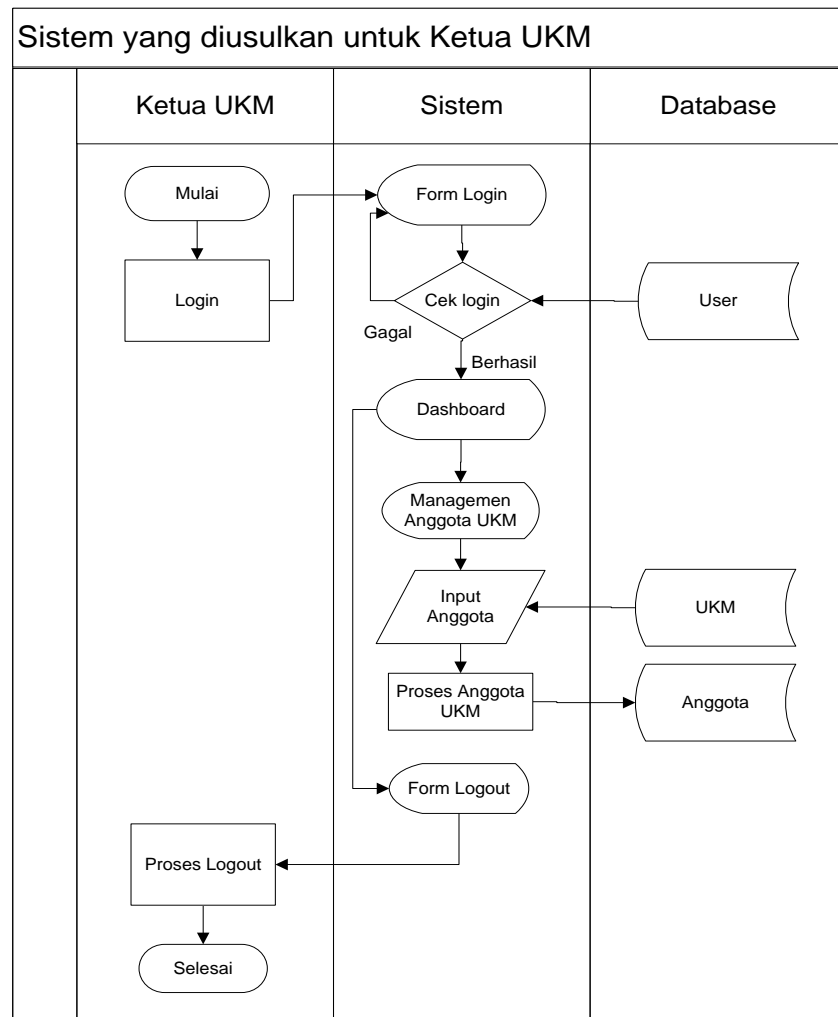 Sistem yang diusulkan untuk Ketua UKM
Ketua UKM
Sistem
Database
Mulai
Form Login
Login
Cek login
User
Gagal
Berhasil
Dashboard
Managemen
Anggota UKM
Input
Anggota
UKM
Proses Anggota
UKM
Anggota
Form Logout
Proses Logout
Selesai